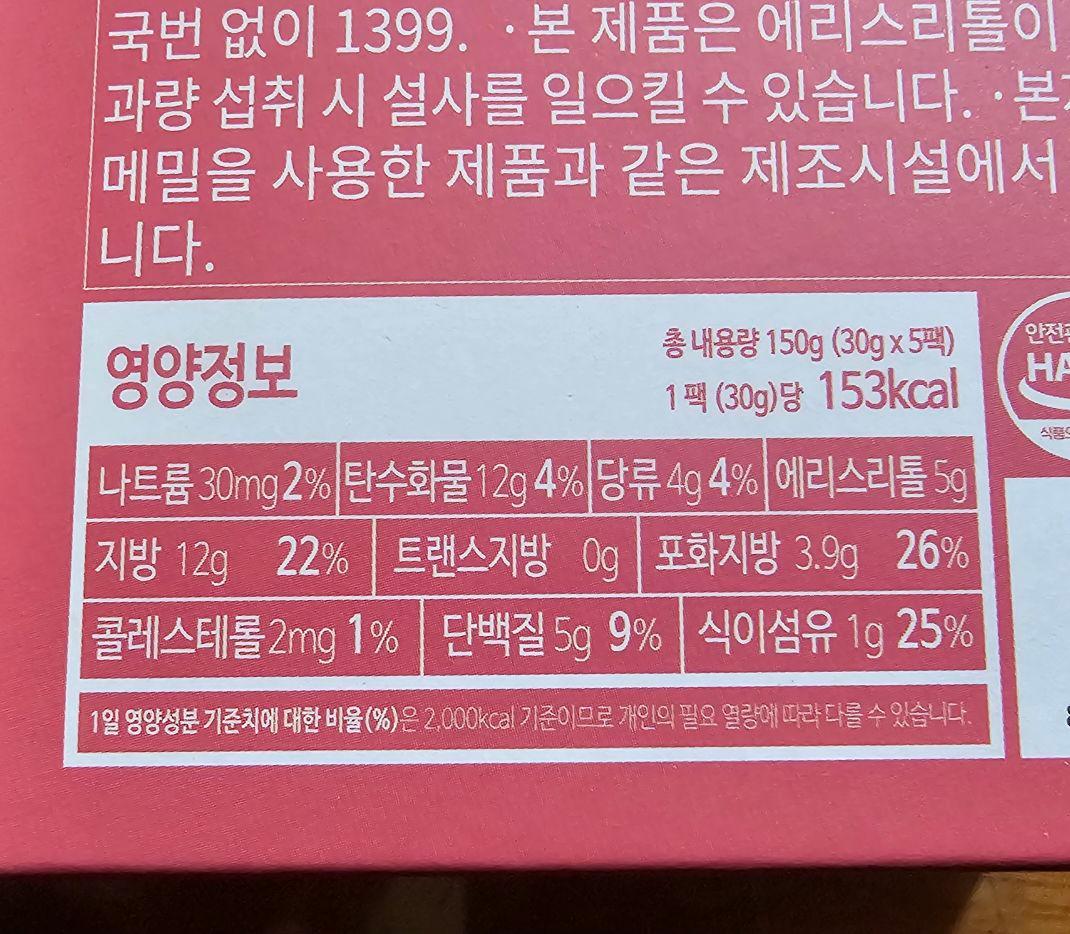 국번 없이 1399. · 본 제품은 에리스리톨이
과량 섭취 시 설사를 일으킬 수 있습니다. · 본
메밀을 사용한 제품과 같은 제조시설에서
니다.
영양정보
총 내용량 150g (30g x 5팩)
1팩 (30g)당 153kcal
나트륨 30mg 2% 탄수화물 12g 4% 당류 4g 4% 에리스리톨 5g
지방 12g 22% 트랜스지방 0g 포화지방 3.9g 26%
콜레스테롤 2mg 1% 단백질 5g 9% 식이섬유 1g 25%
1일 영양성분 기준치에 대한 비율(%)은 2,000kcal 기준이므로 개인의 필요 열량에 따라 다를 수 있습니다.
안전
HA
식품